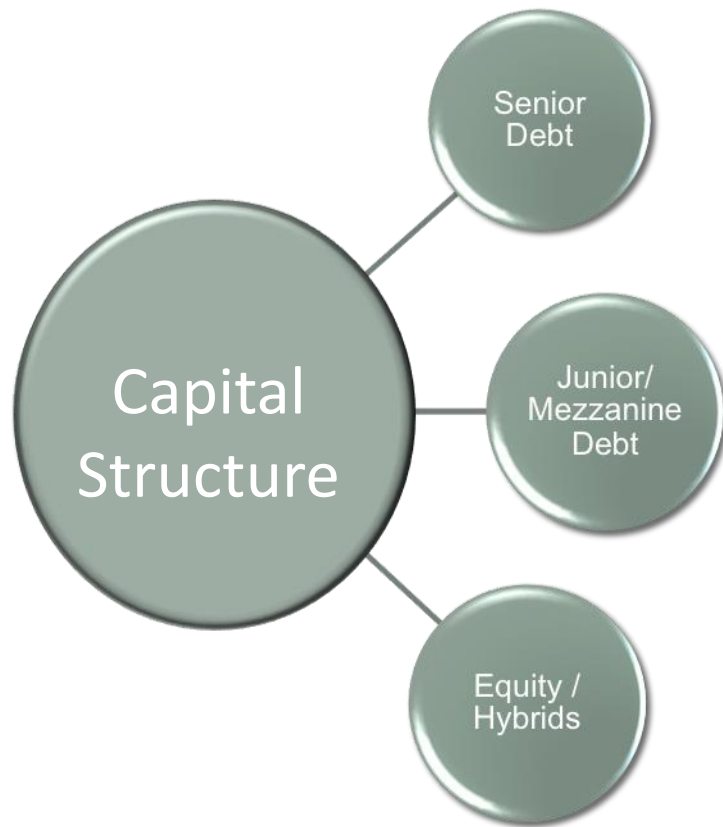 Senior
Debt
Capital
Structure
Junior/
Mezzanine
Debt
Equity /
Hybrids